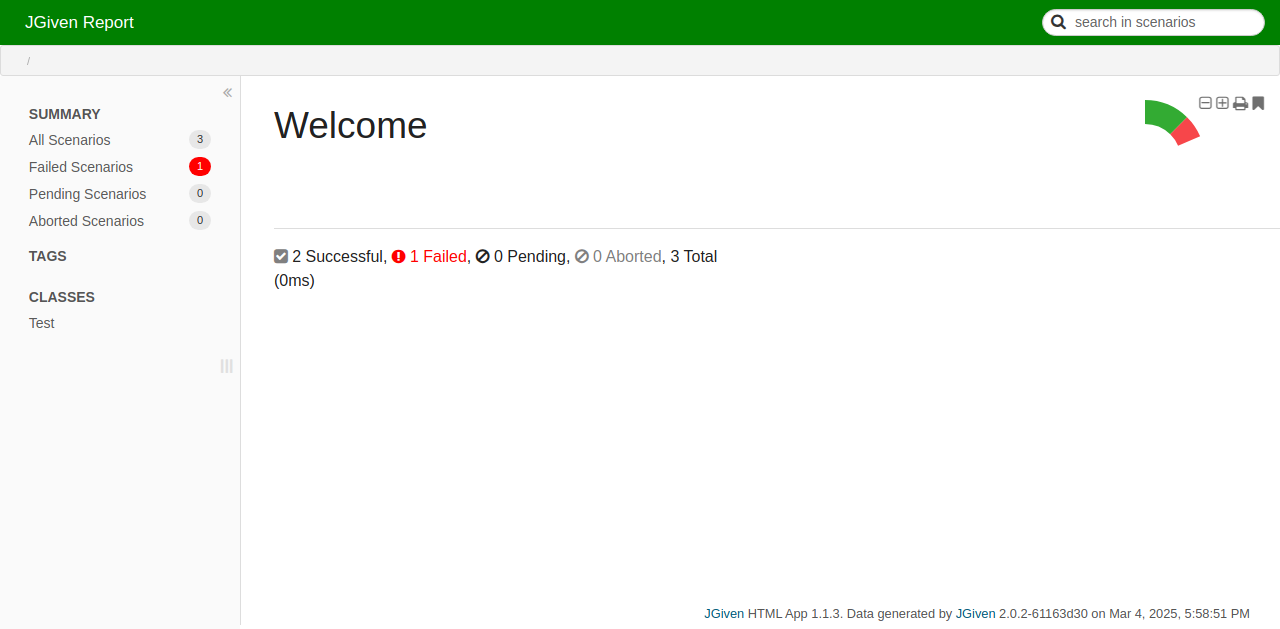 JGiven Report
search in scenarios
/
«
SUMMARY
All Scenarios 3
Failed Scenarios 1
Pending Scenarios 0
Aborted Scenarios 0
TAGS
CLASSES
Test
Welcome
2 Successful, 1 Failed, 0 Pending, 0 Aborted, 3 Total
(0ms)
JGiven HTML App 1.1.3. Data generated by JGiven 2.0.2-61163d30 on Mar 4, 2025, 5:58:51 PM